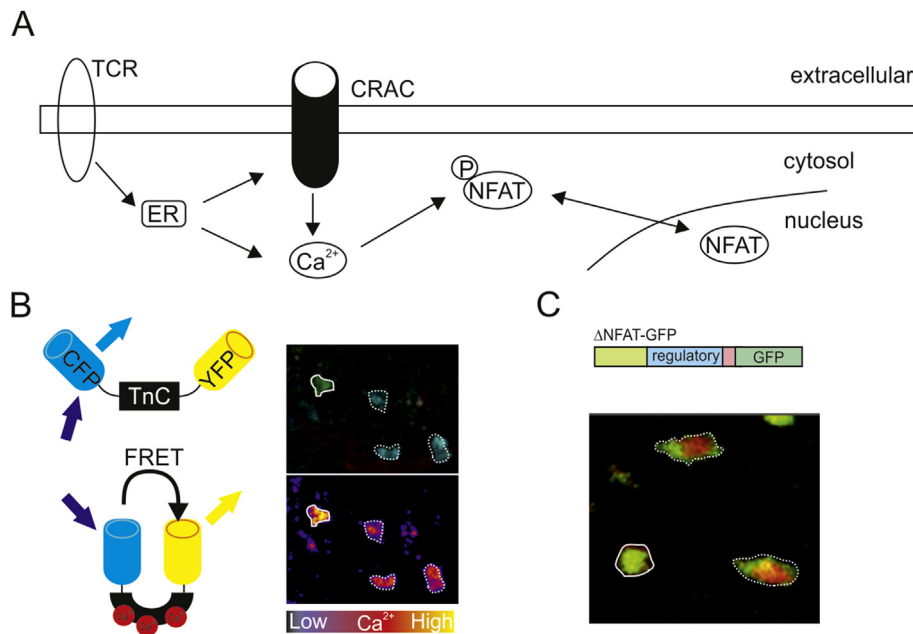 A
TCR
CRAC
extracellular
cytosol
P
NFAT
ER
nucleus
NFAT
Ca2+
B
CFP
YFP
TnC
FRET
Low Ca2+ High
C
ΔNFAT-GFP
regulatory GFP